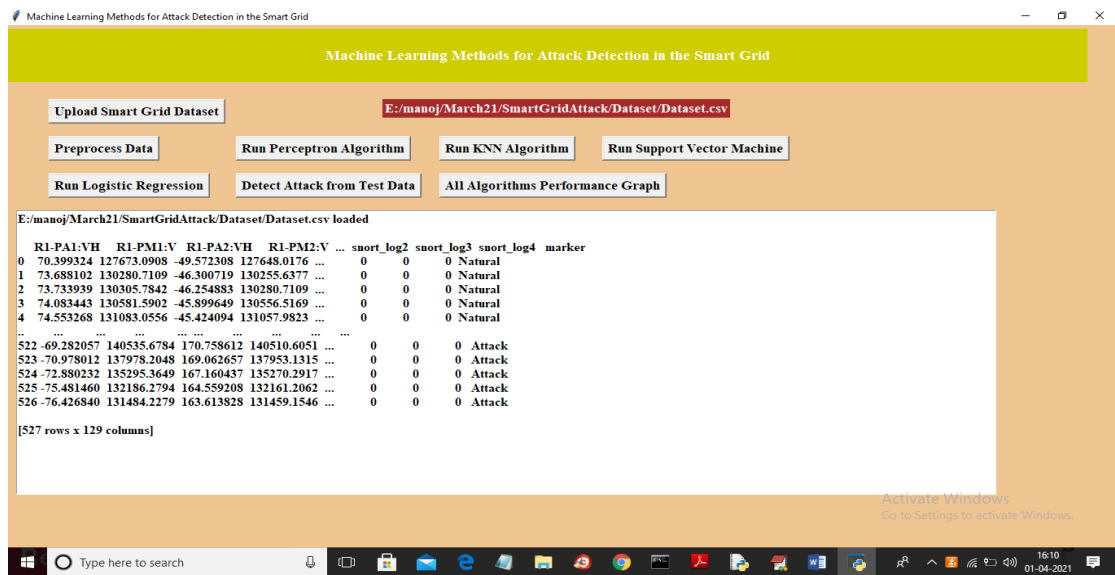 Machine Learning Methods for Attack Detection in the Smart Grid
Machine Learning Methods for Attack Detection in the Smart Grid
Upload Smart Grid Dataset
E:/manoj/March21/SmartGridAttack/Dataset/Dataset.csv
Preprocess Data
Run Perceptron Algorithm
Run KNN Algorithm
Run Support Vector Machine
Run Logistic Regression
Detect Attack from Test Data
All Algorithms Performance Graph
E:/manoj/March21/SmartGridAttack/Dataset/Dataset.csv loaded
R1-PA1:VH R1-PM1:V R1-PA2:VH R1-PM2:V ... snort_log2 snort_log3 snort_log4 marker
0 70.399324 127673.0908 -49.572308 127648.0176 ... 0 0 0 Natural
1 73.688102 130280.7109 -46.300719 130255.6377 ... 0 0 0 Natural
2 73.733939 130305.7842 -46.254883 130280.7109 ... 0 0 0 Natural
3 74.083443 130581.5902 -45.899649 130556.5169 ... 0 0 0 Natural
4 74.553268 131083.0556 -45.424094 131057.9823 ... 0 0 0 Natural
.. ... ... ... ... ... ... ... ... ...
522 -69.282057 140535.6784 170.758612 140510.6051 ... 0 0 0 Attack
523 -70.978012 137978.2048 169.062657 137953.1315 ... 0 0 0 Attack
524 -72.880232 135295.3649 167.160437 135270.2917 ... 0 0 0 Attack
525 -75.481460 132186.2794 164.559208 132161.2062 ... 0 0 0 Attack
526 -76.426840 131484.2279 163.613828 131459.1546 ... 0 0 0 Attack
[527 rows x 129 columns]
Activate Windows
Go to Settings to activate Windows.
Type here to search
16:10
01-04-2021